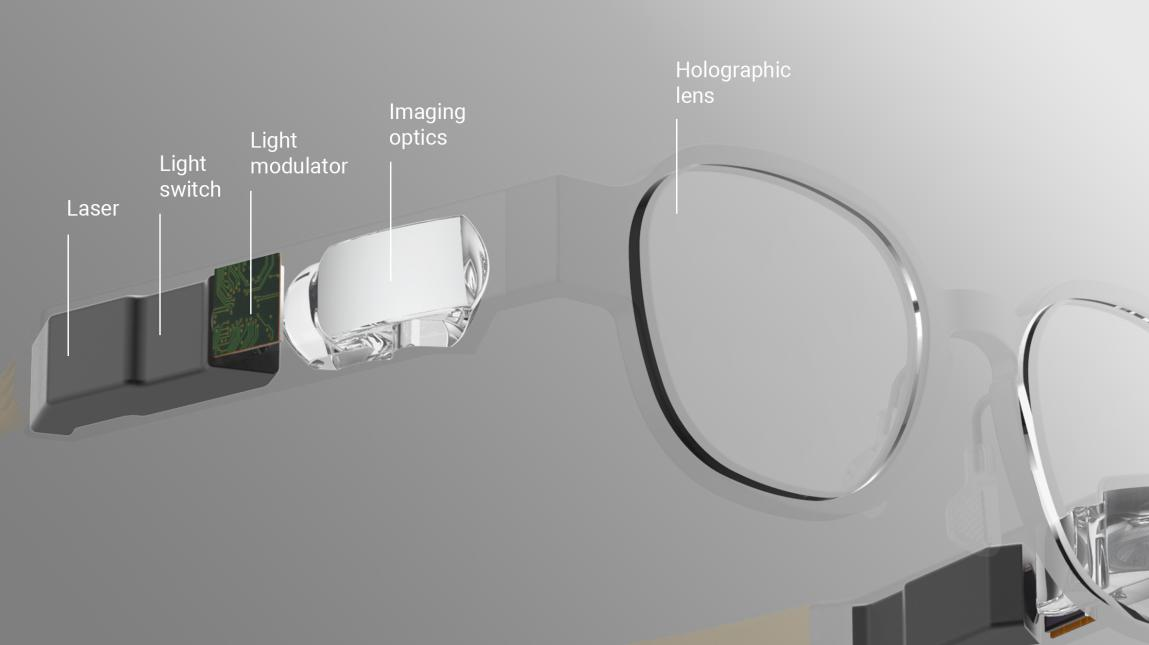 Laser
Light
switch
Light
modulator
Imaging
optics
Holographic
lens